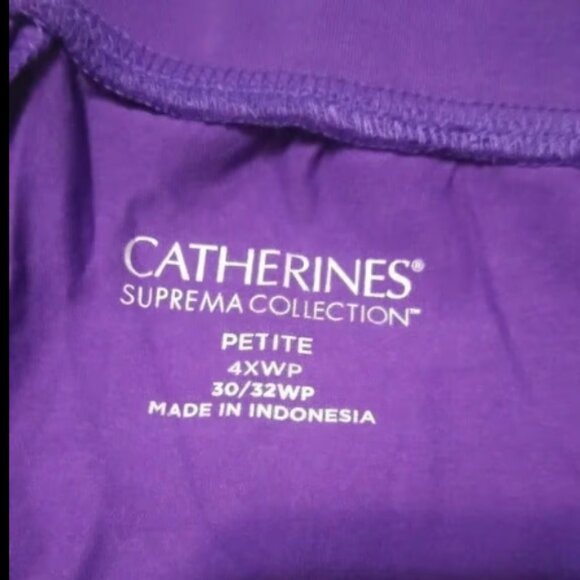 CATHERINES®
SUPREMA COLLECTION™
PETITE
4XWP
30/32WP
MADE IN INDONESIA